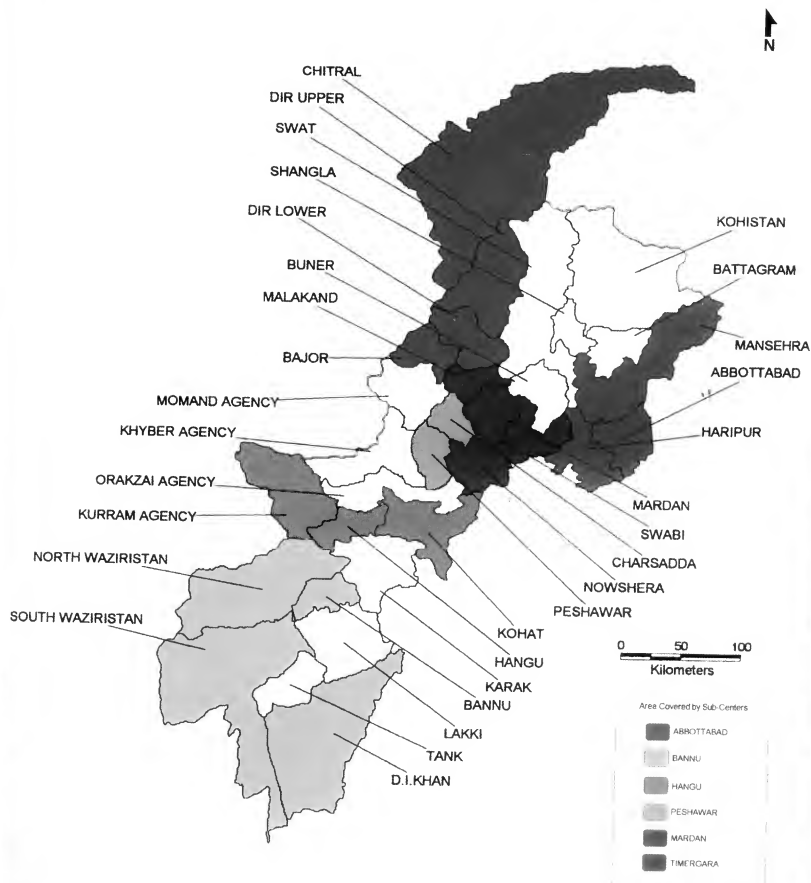 N
CHITRAL
DIR UPPER
SWAT
SHANGLA
DIR LOWER
BUNER
MALAKAND
BAJOR
MOMAND AGENCY
KHYBER AGENCY
ORAKZAI AGENCY
KURRAM AGENCY
NORTH WAZIRISTAN
SOUTH WAZIRISTAN
KOHISTAN
BATTAGRAM
MANSEHRA
ABBOTTABAD
HARIPUR
MARDAN
SWABI
CHARSADDA
NOWSHERA
PESHAWAR
KOHAT
HANGU
KARAK
BANNU
LAKKI
TANK
D.I.KHAN
0 50 100
Kilometers
Area Covered by Sub-Centers
ABBOTTABAD
BANNU
HANGU
PESHAWAR
MARDAN
TIMERGARA